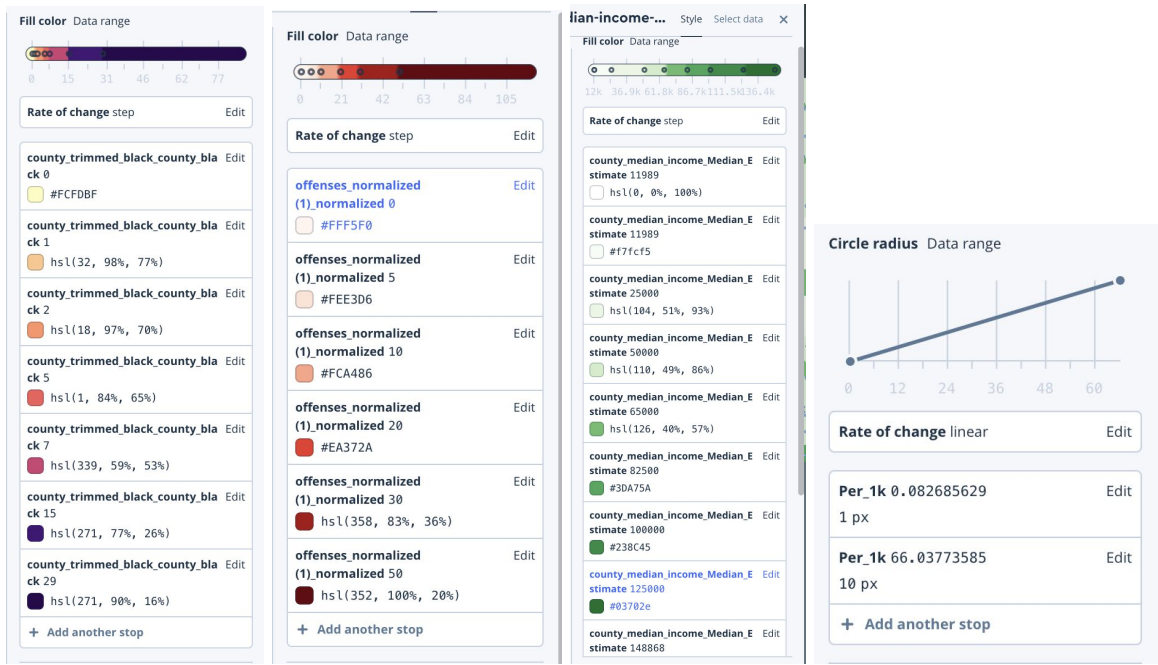 Fill color Data range
0 15 31 46 62 77
Rate of change step Edit
county_trimmed_black_county_bla Edit
ck 0
#FCFDBF
county_trimmed_black_county_bla Edit
ck 1
hsl(32, 98%, 77%)
county_trimmed_black_county_bla Edit
ck 2
hsl(18, 97%, 70%)
county_trimmed_black_county_bla Edit
ck 5
hsl(1, 84%, 65%)
county_trimmed_black_county_bla Edit
ck 7
hsl(339, 59%, 53%)
county_trimmed_black_county_bla Edit
ck 15
hsl(271, 77%, 26%)
county_trimmed_black_county_bla Edit
ck 29
hsl(271, 90%, 16%)
+ Add another stop
Fill color Data range
0 21 42 63 84 105
Rate of change step Edit
offenses_normalized Edit
(1)_normalized 0
#FFF5F0
offenses_normalized Edit
(1)_normalized 5
#FEE3D6
offenses_normalized Edit
(1)_normalized 10
#FCA486
offenses_normalized Edit
(1)_normalized 20
#EA372A
offenses_normalized Edit
(1)_normalized 30
hsl(358, 83%, 36%)
offenses_normalized Edit
(1)_normalized 50
hsl(352, 100%, 20%)
+ Add another stop
dian-income-... Style Select data ×
Fill color Data range
12k 36.9k 61.8k 86.7k 111.5k 136.4k
Rate of change step Edit
county_median_income_Median_E Edit
stimate 11989
hsl(0, 0%, 100%)
county_median_income_Median_E Edit
stimate 11989
#f7fcf5
county_median_income_Median_E Edit
stimate 25000
hsl(104, 51%, 93%)
county_median_income_Median_E Edit
stimate 50000
hsl(110, 49%, 86%)
county_median_income_Median_E Edit
stimate 65000
hsl(126, 40%, 57%)
county_median_income_Median_E Edit
stimate 82500
#3DA75A
county_median_income_Median_E Edit
stimate 100000
#238C45
county_median_income_Median_E Edit
stimate 125000
#03702e
county_median_income_Median_E Edit
stimate 148868
Circle radius Data range
0 12 24 36 48 60
Rate of change linear Edit
Per_1k 0.082685629 Edit
1 px
Per_1k 66.03773585 Edit
10 px
+ Add another stop